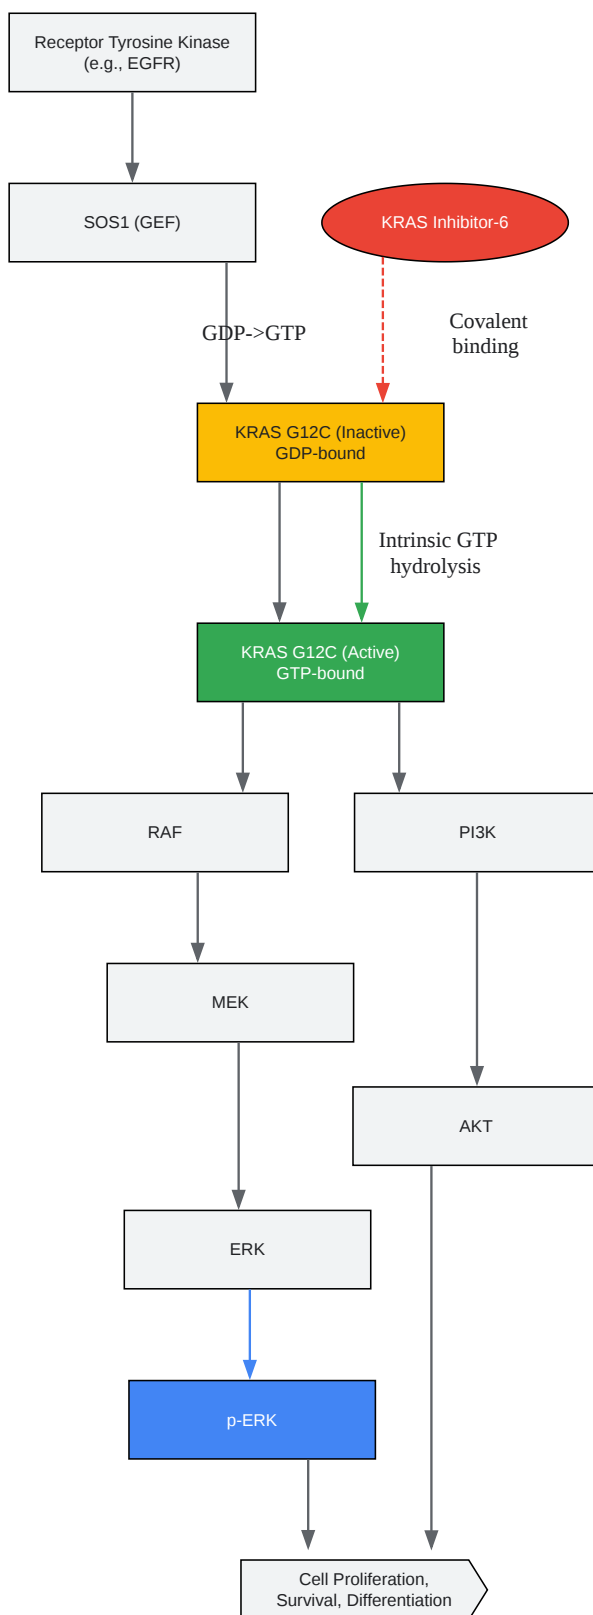 Receptor Tyrosine Kinase
(e.g., EGFR)
SOS1 (GEF)
KRAS Inhibitor-6
GDP->GTP
Covalent
binding
KRAS G12C (Inactive)
GDP-bound
Intrinsic GTP
hydrolysis
KRAS G12C (Active)
GTP-bound
RAF
PI3K
MEK
AKT
ERK
p-ERK
Cell Proliferation,
Survival, Differentiation